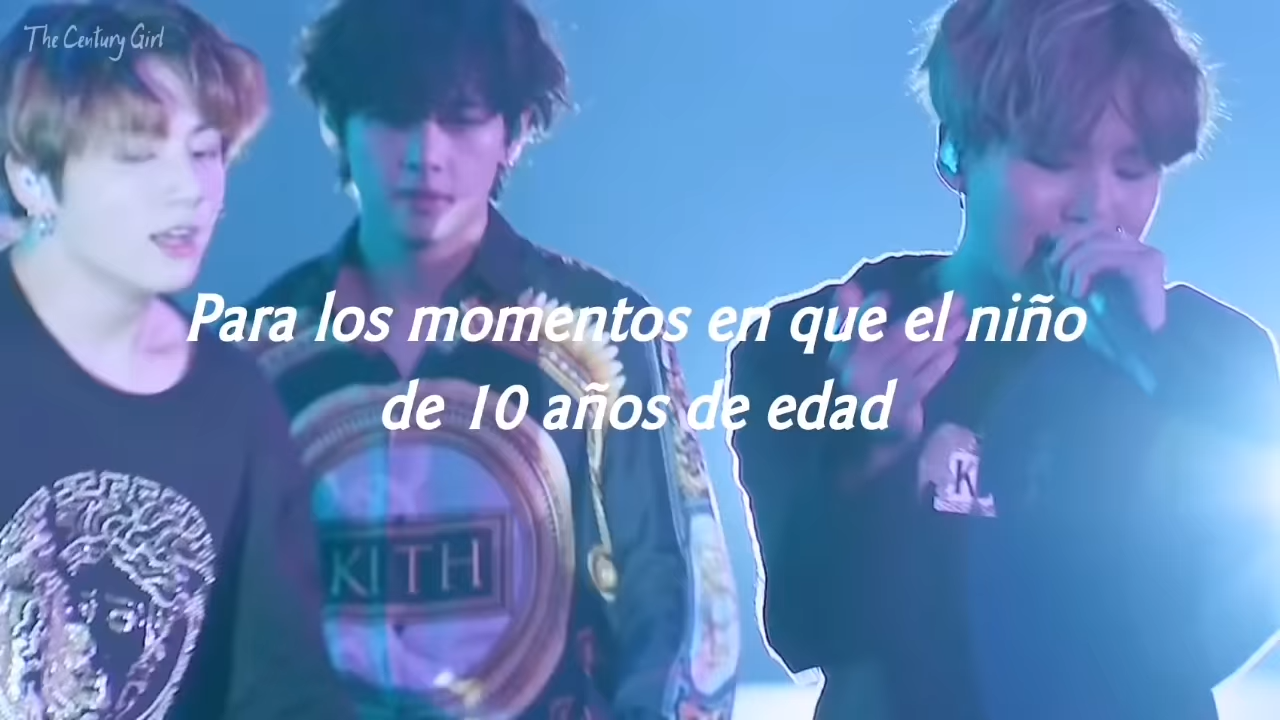 The Century Girl
Para los momentos en que el niño
de 10 años de edad
KITH
K